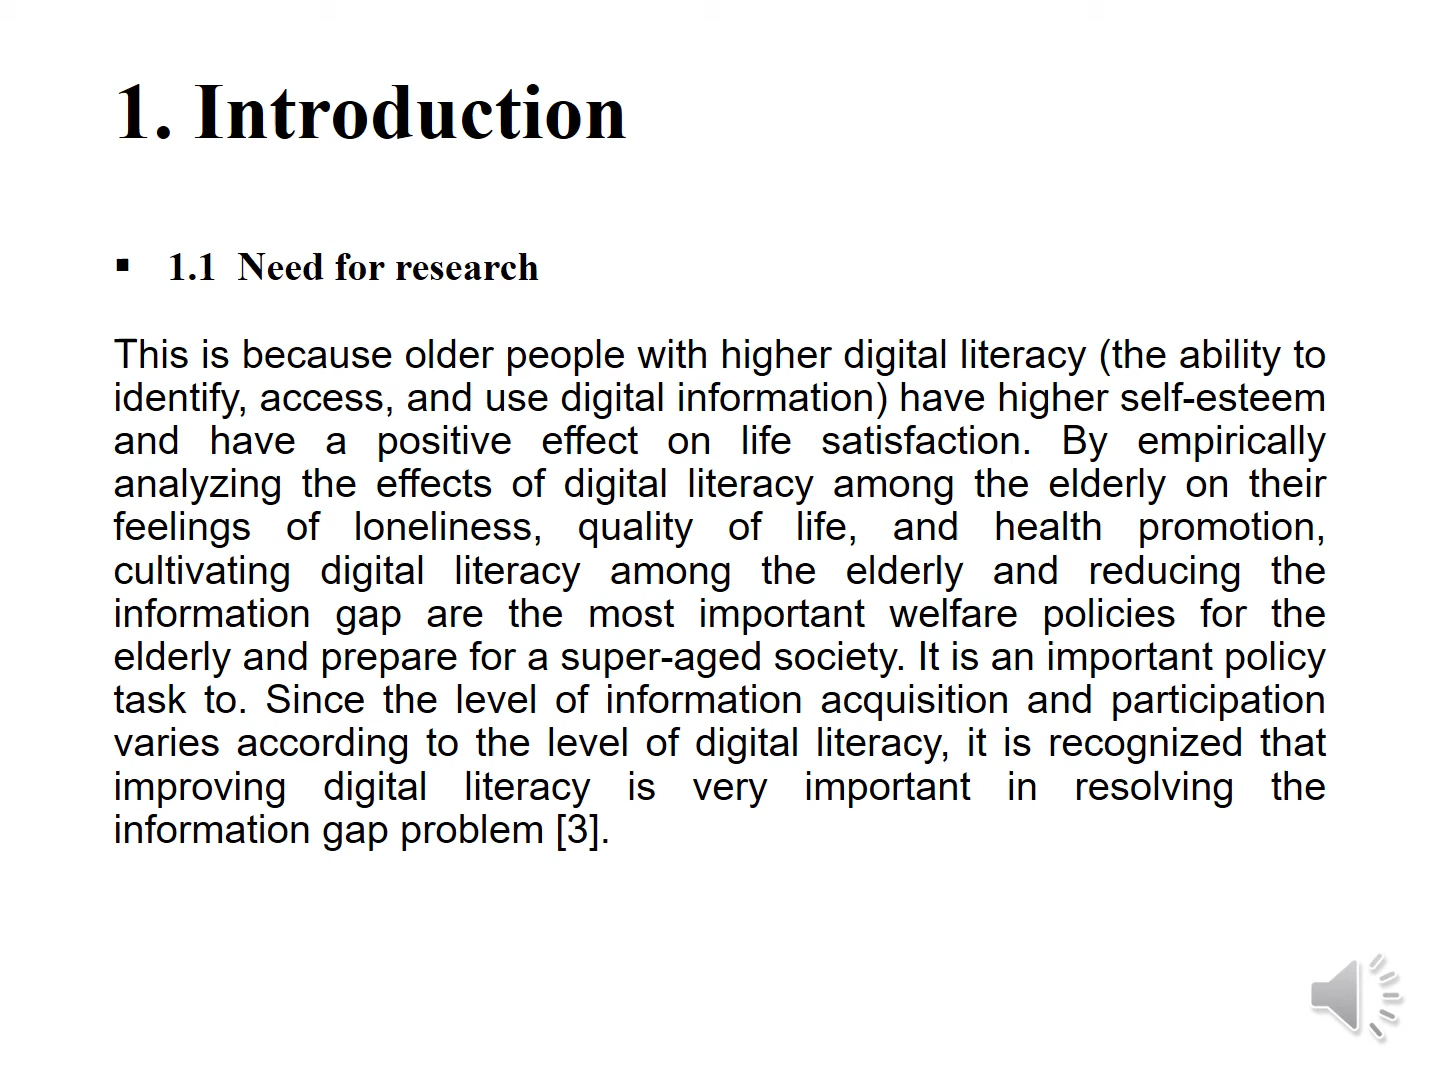 1. Introduction
▪ 1.1 Need for research
This is because older people with higher digital literacy (the ability to
identify, access, and use digital information) have higher self-esteem
and have a positive effect on life satisfaction. By empirically
analyzing the effects of digital literacy among the elderly on their
feelings of loneliness, quality of life, and health promotion,
cultivating digital literacy among the elderly and reducing the
information gap are the most important welfare policies for the
elderly and prepare for a super-aged society. It is an important policy
task to. Since the level of information acquisition and participation
varies according to the level of digital literacy, it is recognized that
improving digital literacy is very important in resolving the
information gap problem [3].